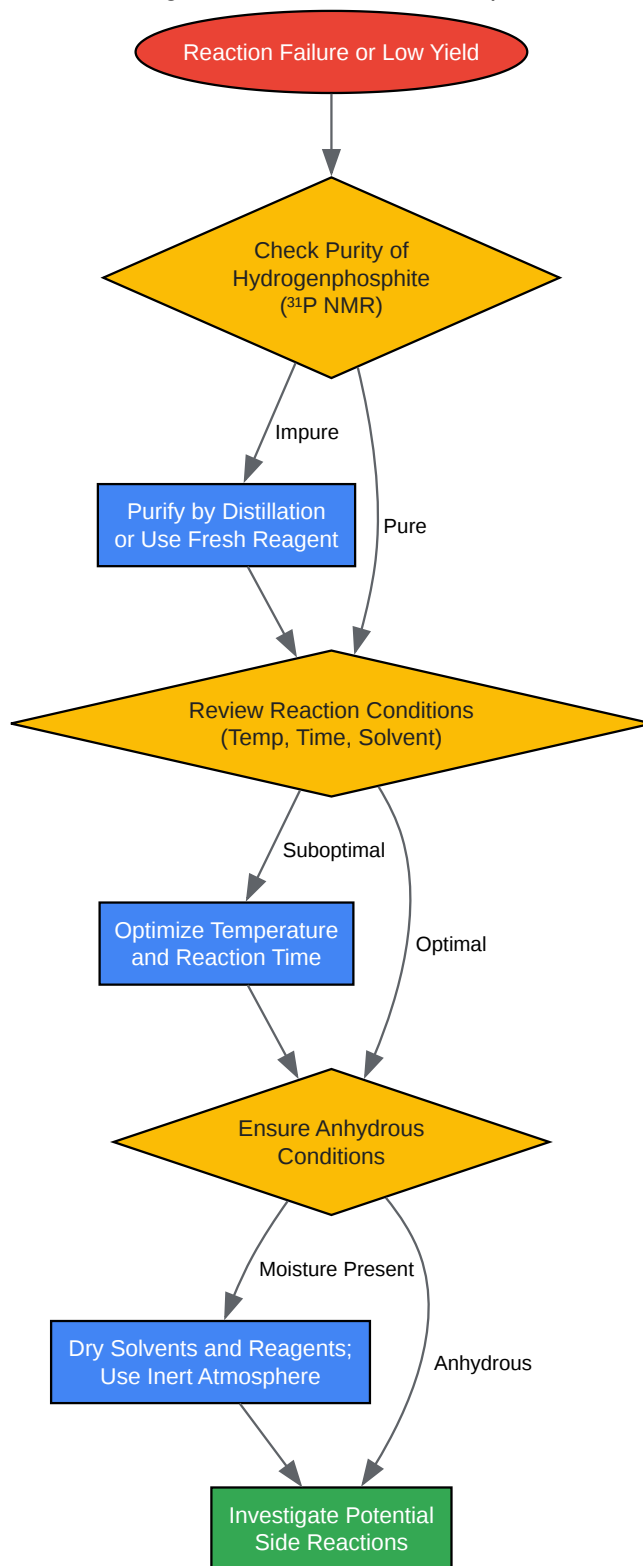 Reaction Failure or Low Yield
Check Purity of
Hydrogenphosphite
(³¹P NMR)
Impure
Purify by Distillation
or Use Fresh Reagent
Pure
Review Reaction Conditions
(Temp, Time, Solvent)
Suboptimal
Optimize Temperature
and Reaction Time
Optimal
Ensure Anhydrous
Conditions
Moisture Present
Dry Solvents and Reagents;
Use Inert Atmosphere
Anhydrous
Investigate Potential
Side Reactions